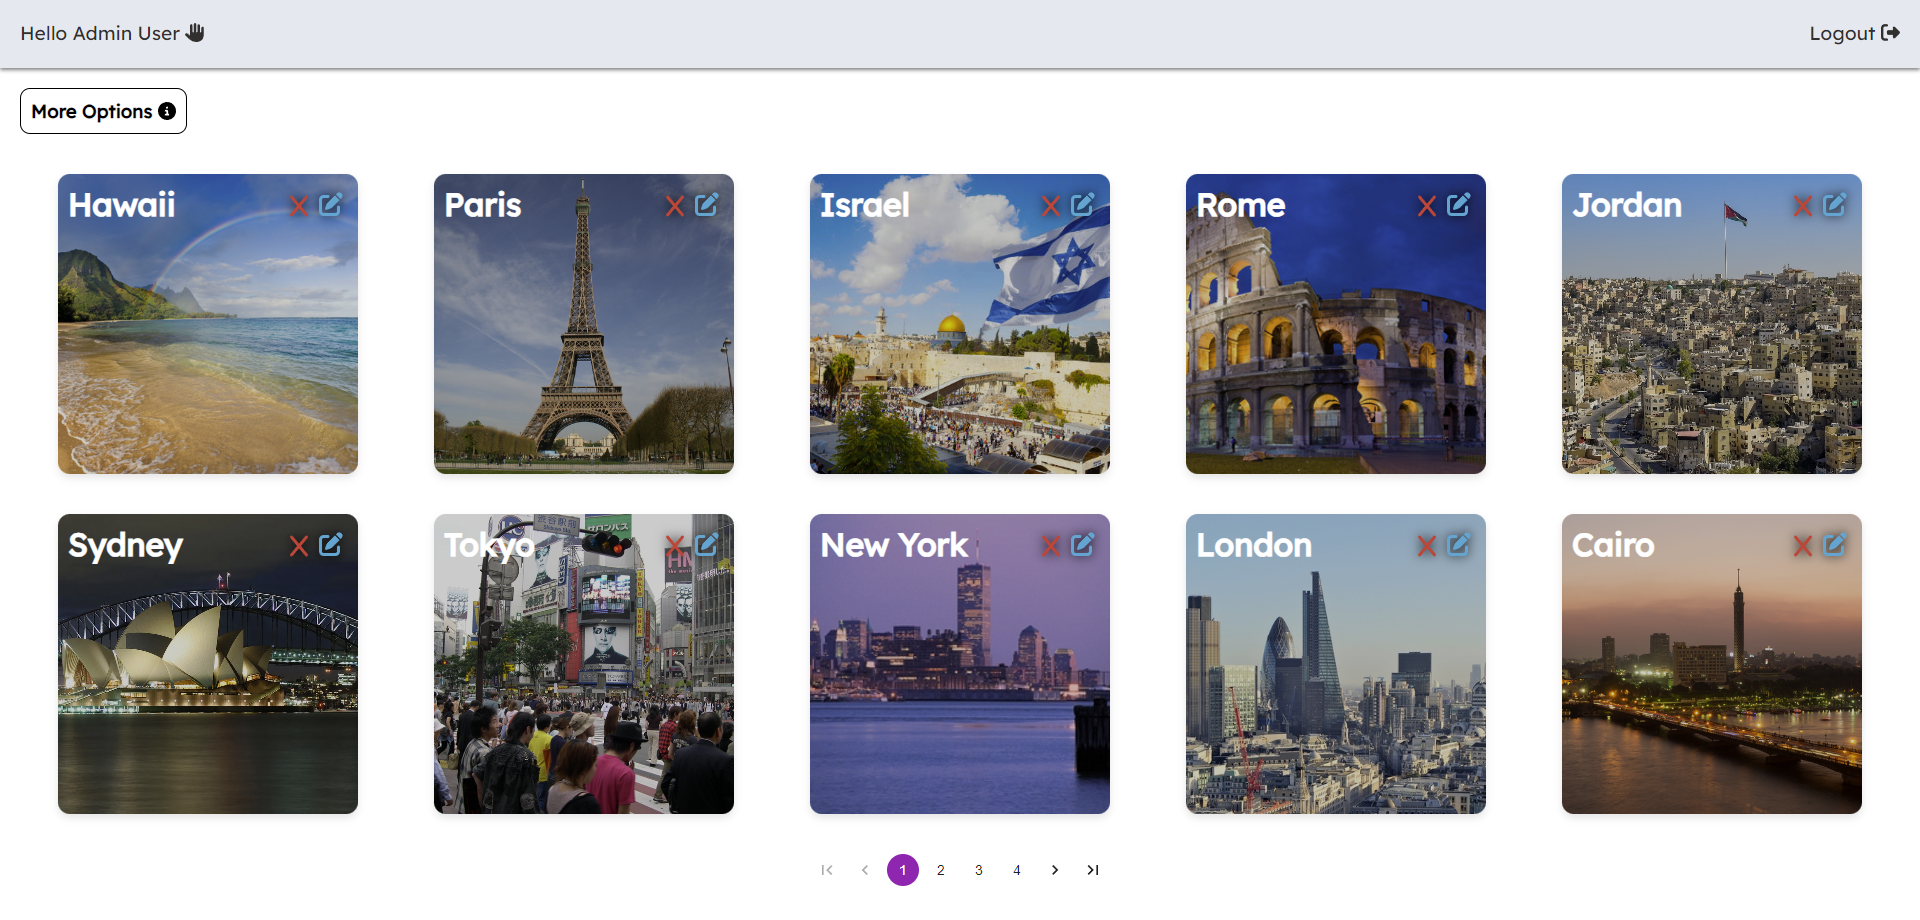 Hello Admin User
Logout
More Options
Hawaii
Paris
Israel
Rome
Jordan
Sydney
Tokyo
New York
London
Cairo
1 2 3 4